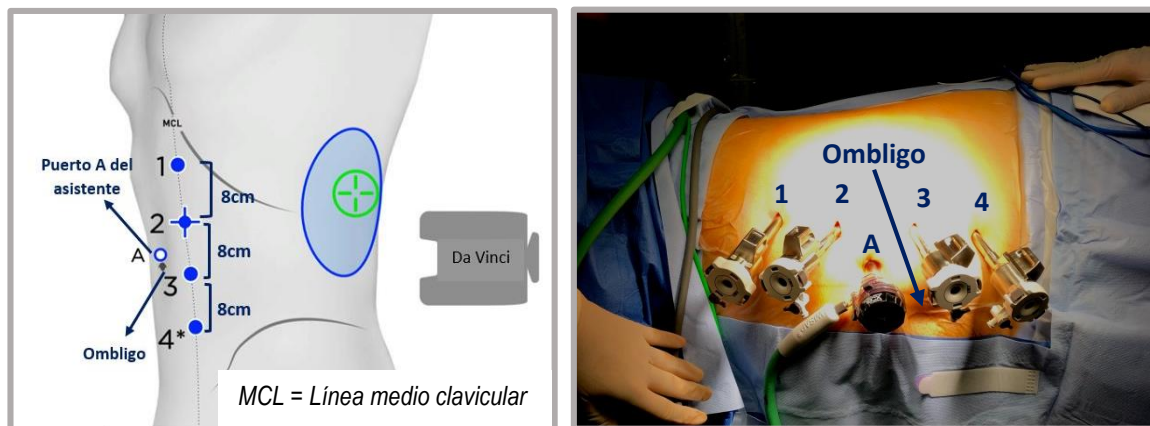 MCL
1
Puerto A del
asistente
8cm
2
A
8cm
3
8cm
4*
Ombligo
Da Vinci
MCL = Línea medio clavicular
Ombligo
1
2
3
4
A